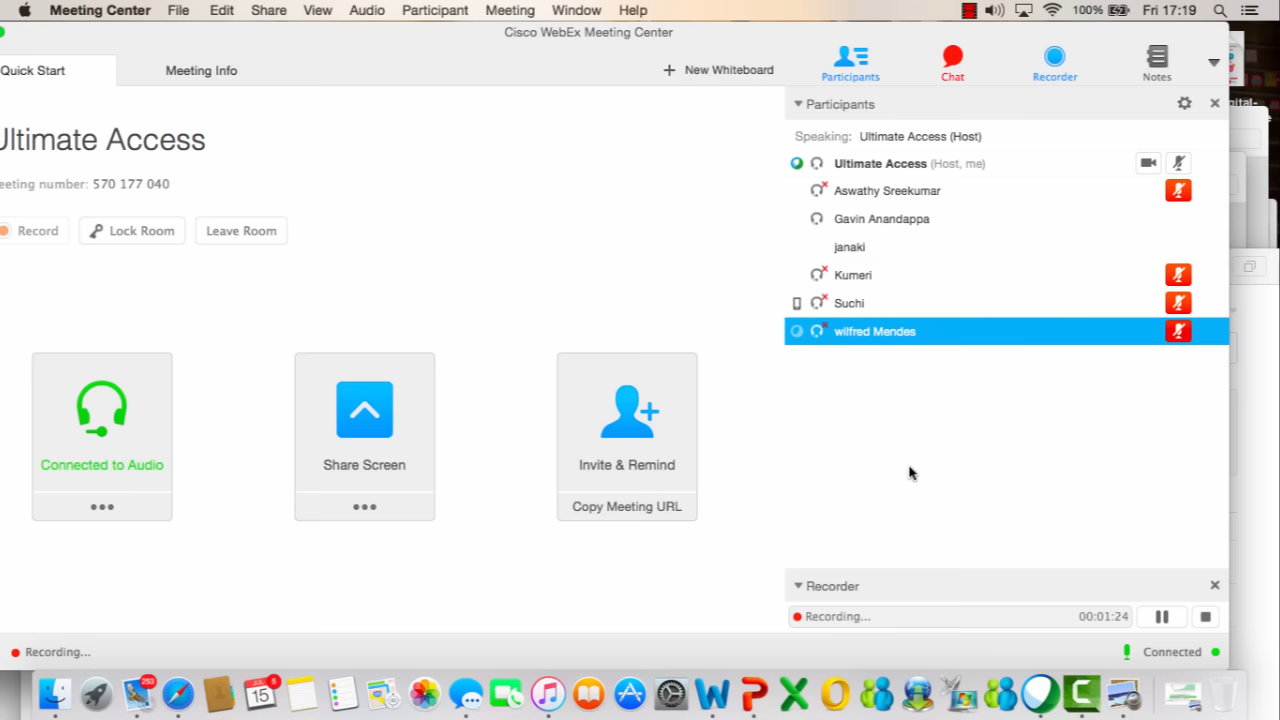 Meeting Center File Edit Share View Audio Participant Meeting Window Help 100% Fri 17:19
Cisco WebEx Meeting Center
Quick Start Meeting Info New Whiteboard Participants Chat Recorder Notes
Participants
Speaking: Ultimate Access (Host)
Ultimate Access
Ultimate Access (Host, me)
eeting number: 570 177 040
Aswathy Sreekumar
Gavin Anandappa
Record Lock Room Leave Room
janaki
Kumeri
Suchi
wilfred Mendes
Connected to Audio
Share Screen
Invite & Remind
Copy Meeting URL
Recorder
Recording... 00:01:24
Recording... Connected
253
15
5